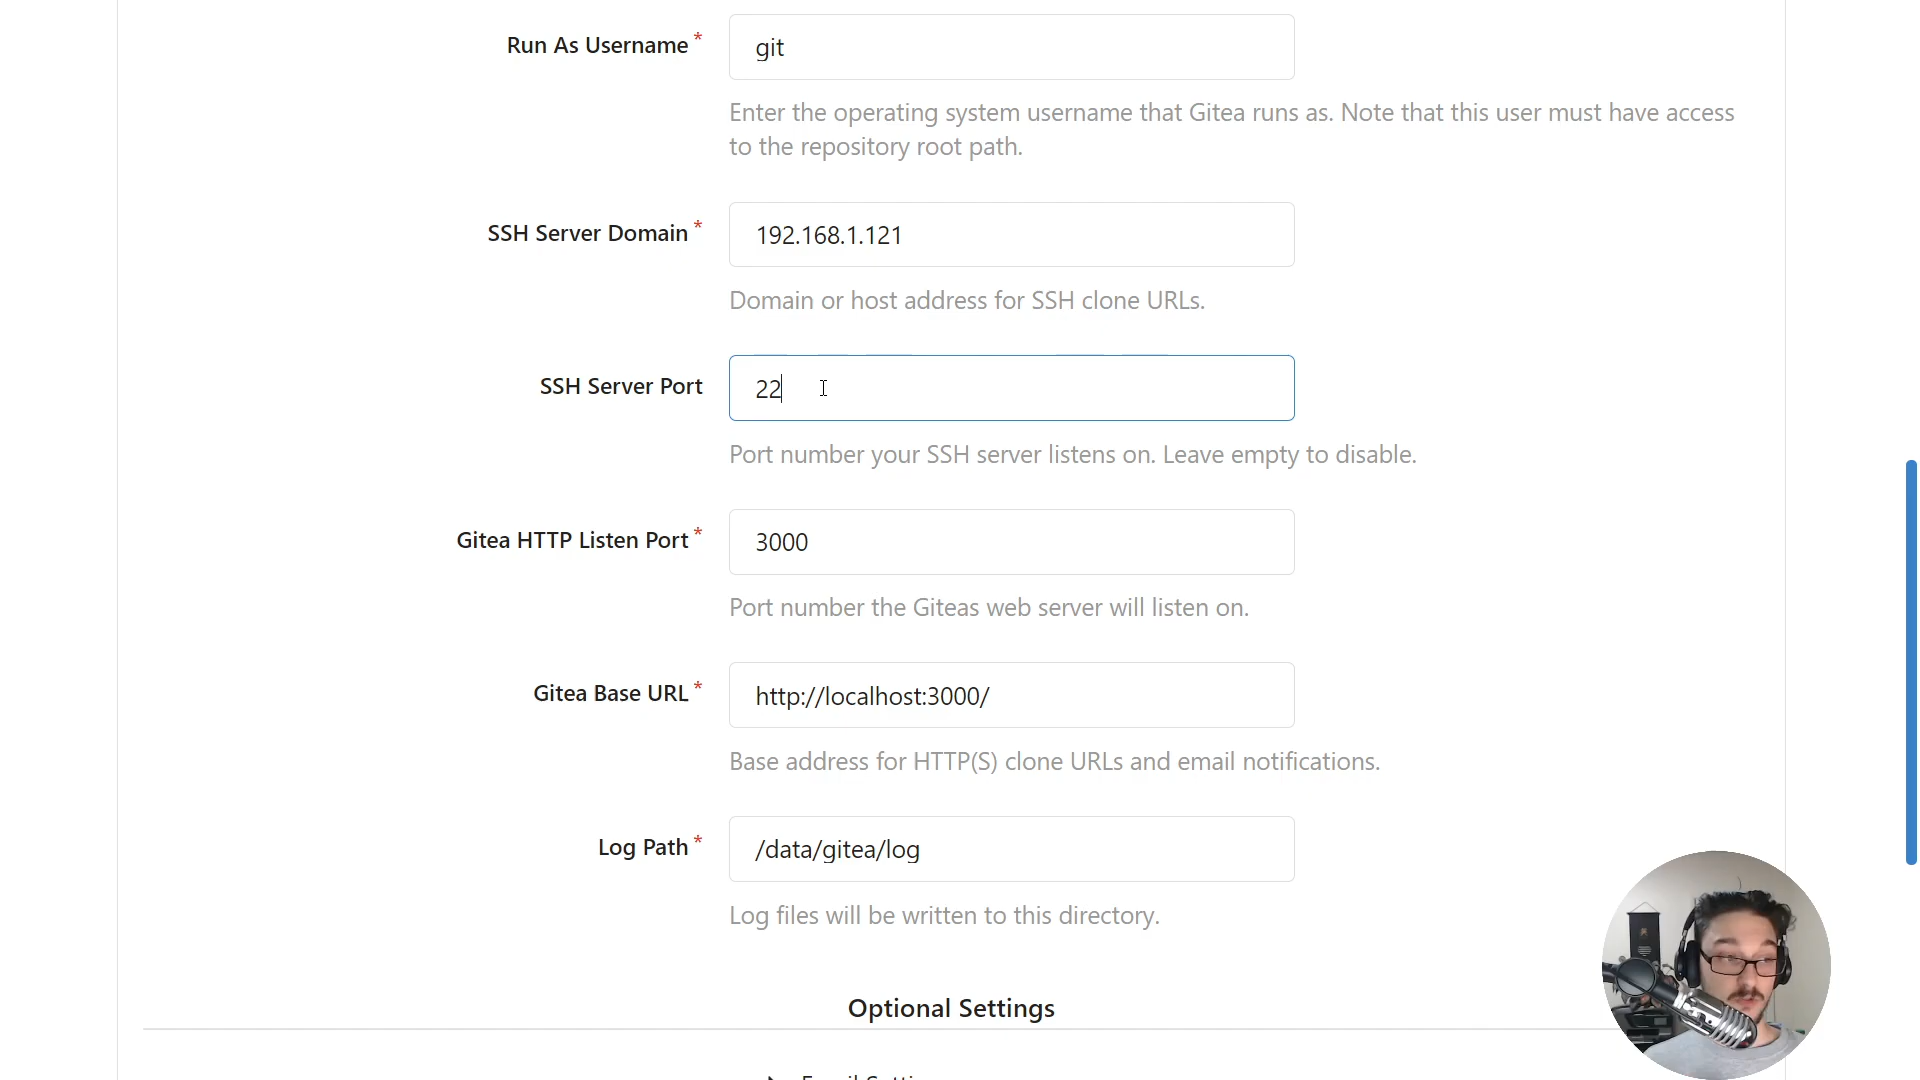 Run As Username *
git
Enter the operating system username that Gitea runs as. Note that this user must have access
to the repository root path.
SSH Server Domain *
192.168.1.121
Domain or host address for SSH clone URLs.
SSH Server Port
22
Port number your SSH server listens on. Leave empty to disable.
Gitea HTTP Listen Port *
3000
Port number the Giteas web server will listen on.
Gitea Base URL *
http://localhost:3000/
Base address for HTTP(S) clone URLs and email notifications.
Log Path *
/data/gitea/log
Log files will be written to this directory.
Optional Settings